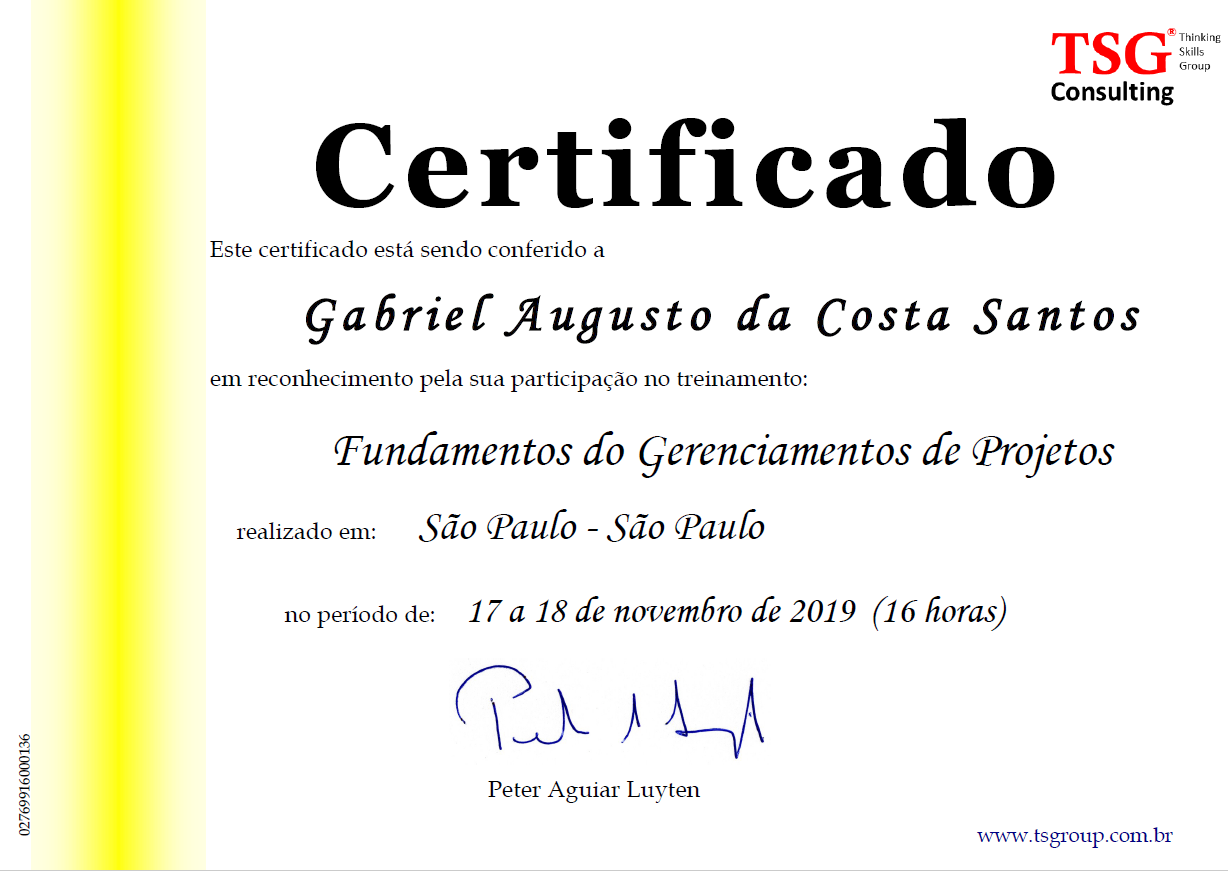 TSG® Thinking
Skills
Group
Consulting
Certificado
Este certificado está sendo conferido a
Gabriel Augusto da Costa Santos
em reconhecimento pela sua participação no treinamento:
Fundamentos do Gerenciamentos de Projetos
realizado em: São Paulo - São Paulo
no período de: 17 a 18 de novembro de 2019 (16 horas)
Peter Aguiar Luyten
02769916000136
www.tsgroup.com.br